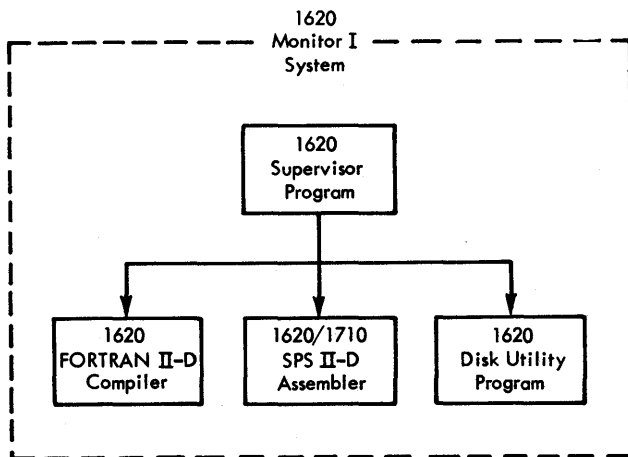 1620
Monitor I
System
1620
Supervisor
Program
1620
FORTRAN II-D
Compiler
1620/1710
SPS II-D
Assembler
1620
Disk Utility
Program